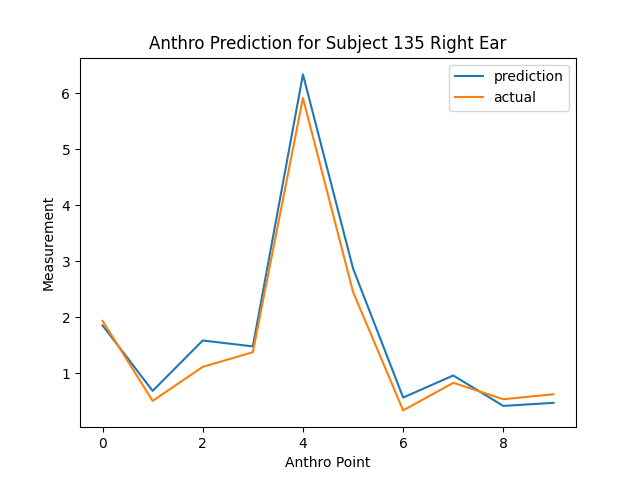 Anthro Prediction for Subject 135 Right Ear
prediction
actual
Measurement
6
5
4
3
2
1
0 2 4 6 8
Anthro Point